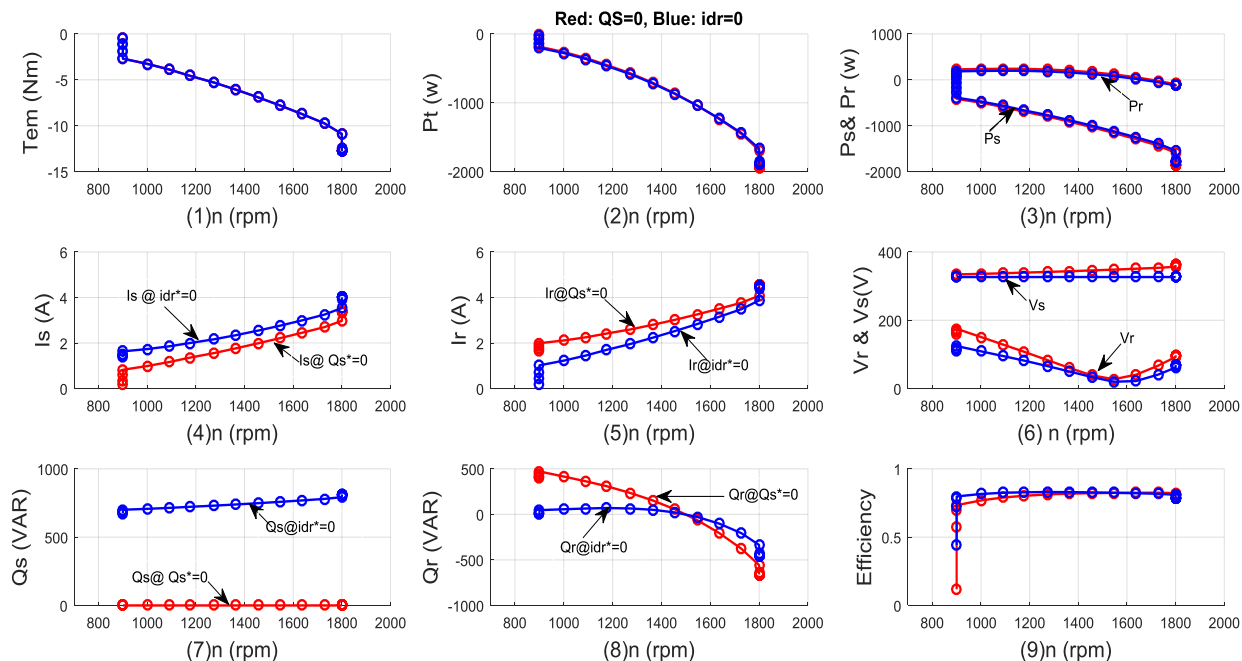 Red: QS=0, Blue: idr=0
Tem (Nm)
0
-5
-10
-15
800 1000 1200 1400 1600 1800 2000
(1)n (rpm)
Pt (w)
0
-1000
-2000
800 1000 1200 1400 1600 1800 2000
(2)n (rpm)
Ps& Pr (w)
1000
0
-1000
-2000
Pr
Ps
800 1000 1200 1400 1600 1800 2000
(3)n (rpm)
Is (A)
6
4
2
0
Is @ idr*=0
Is@ Qs*=0
800 1000 1200 1400 1600 1800 2000
(4)n (rpm)
Ir (A)
6
4
2
0
Ir@Qs*=0
Ir@idr*=0
800 1000 1200 1400 1600 1800 2000
(5)n (rpm)
Vr & Vs(V)
400
200
0
Vs
Vr
800 1000 1200 1400 1600 1800 2000
(6) n (rpm)
Qs (VAR)
1000
500
0
Qs@idr*=0
Qs@ Qs*=0
800 1000 1200 1400 1600 1800 2000
(7)n (rpm)
Qr (VAR)
500
0
-500
-1000
Qr@Qs*=0
Qr@idr*=0
800 1000 1200 1400 1600 1800 2000
(8)n (rpm)
Efficiency
1
0.5
0
800 1000 1200 1400 1600 1800 2000
(9)n (rpm)